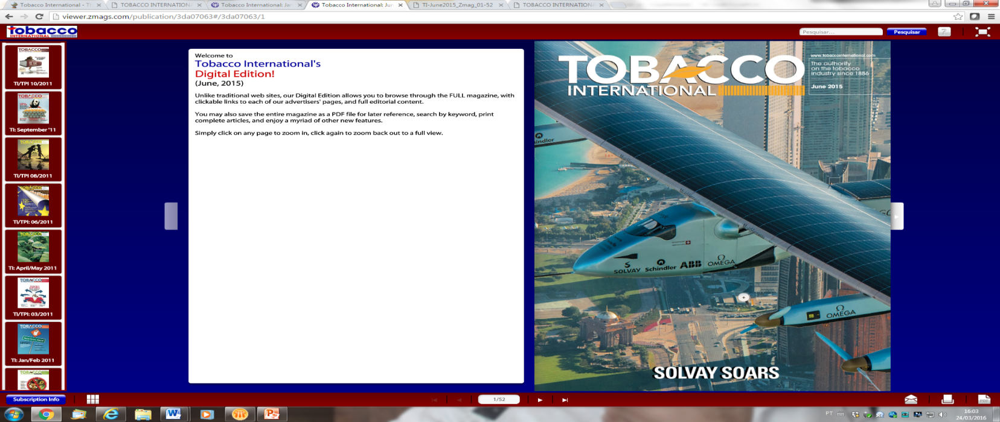 Tobacco International - T
TOBACCO INTERNATION
Tobacco International: Ja
Tobacco International: Ju
TI-June2015_Zmag_01-52
TOBACCO INTERNATION
viewer.zmags.com/publication/3da07063#/3da07063/1
Tobacco
INTERNATIONAL
Pesquisar...
Pesquisar
?
TOBACCO
TI/TPI 10/2011
TOBACCO
TI: September '11
TI/TPI 08/2011
TI/TPI: 06/2011
TOBACCO
TI: April/May 2011
TOBACCO
TI/TPI: 03/2011
TOBACCO
TI: Jan/Feb 2011
TOBACCO
Welcome to
Tobacco International's
Digital Edition!
(June, 2015)
Unlike traditional web sites, our Digital Edition allows you to browse through the FULL magazine, with
clickable links to each of our advertisers' pages, and full editorial content.
You may also save the entire magazine as a PDF file for later reference, search by keyword, print
complete articles, and enjoy a myriad of other new features.
Simply click on any page to zoom in, click again to zoom back out to a full view.
TOBACCO
INTERNATIONAL
www.tobaccointernational.com
The authority
on the tobacco
industry since 1886
June 2015
indler
SOLVAY
Schindler
ABB
OMEGA
OMEGA
SOLVAY SOARS
Subscription Info
1/52
PDF
PT
16:03
24/03/2016